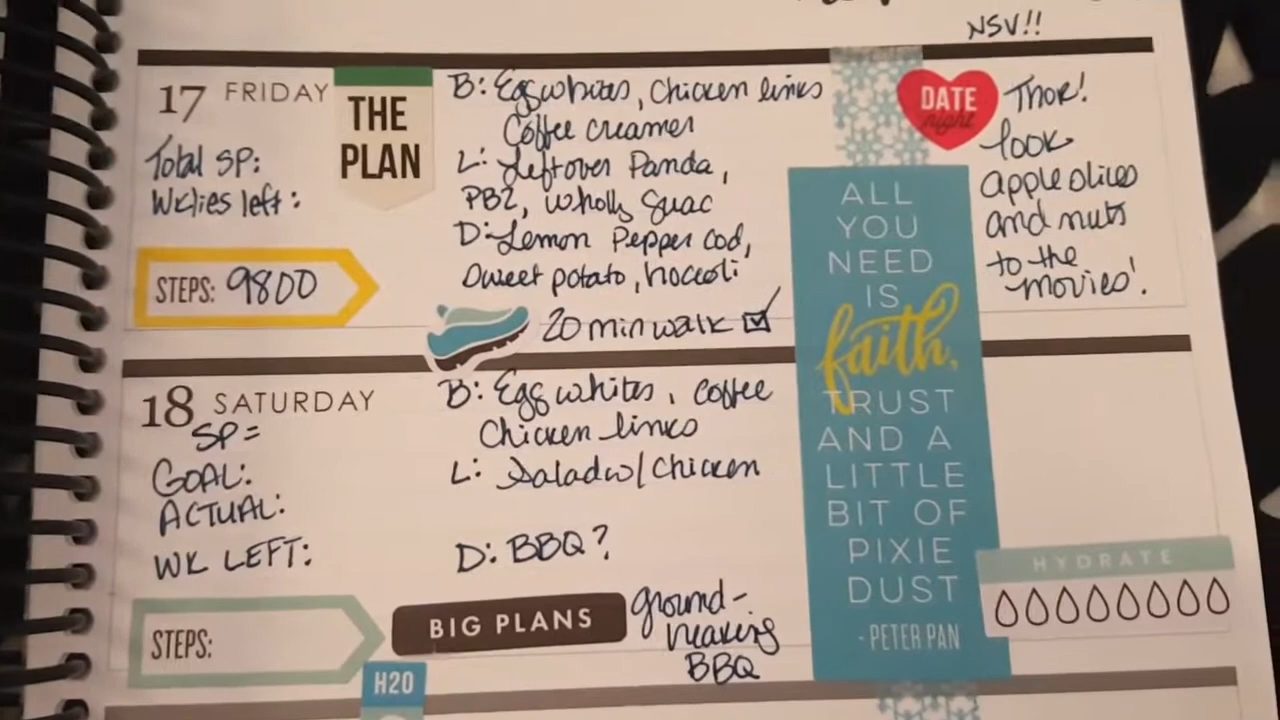 NSV!!
17 FRIDAY
Total SP:
Wklies left:
STEPS: 9800
THE
PLAN
B: Egg whites, Chicken links
Coffee creamer
L: Leftover Panda,
PB2, wholly guac
D: Lemon Pepper Cod,
Sweet potato, broccoli
20 min walk
DATE
night
Thor!
Took
apple slices
and nuts
to the
movies!
ALL
YOU
NEED
IS
faith,
TRUST
AND A
LITTLE
BIT OF
PIXIE
DUST
- PETER PAN
18 SATURDAY
SP=
GOAL:
ACTUAL:
WK LEFT:
STEPS:
B: Egg whites, coffee
Chicken links
L: Salad w/ Chicken
D: BBQ?
BIG PLANS
ground-
BBQ
HYDRATE
H20